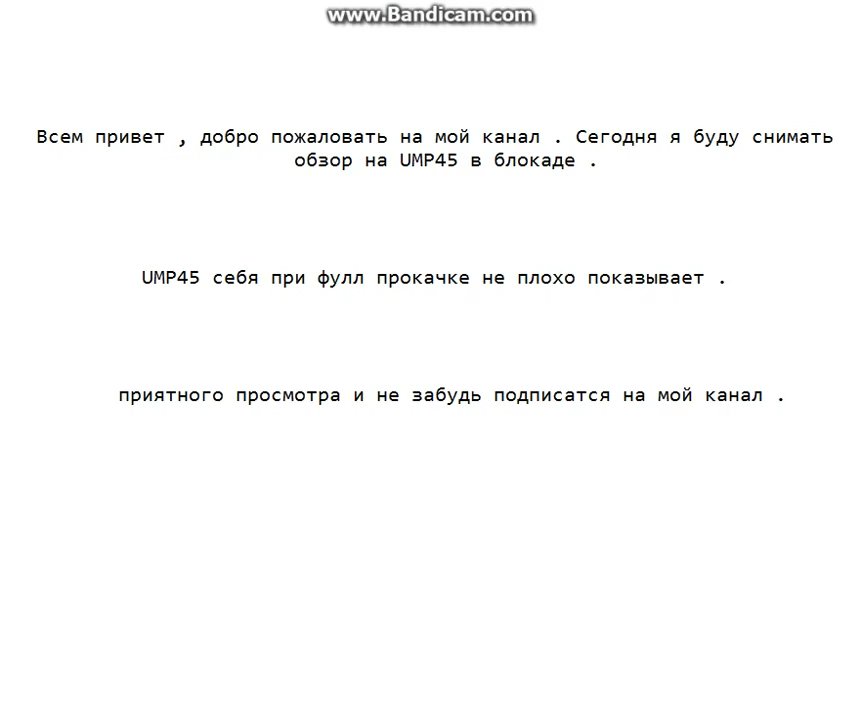 www.Bandicam.com
Всем привет , добро пожаловать на мой канал . Сегодня я буду снимать
обзор на UMP45 в блокаде .
UMP45 себя при фулл прокачке не плохо показывает .
приятного просмотра и не забудь подписатся на мой канал .